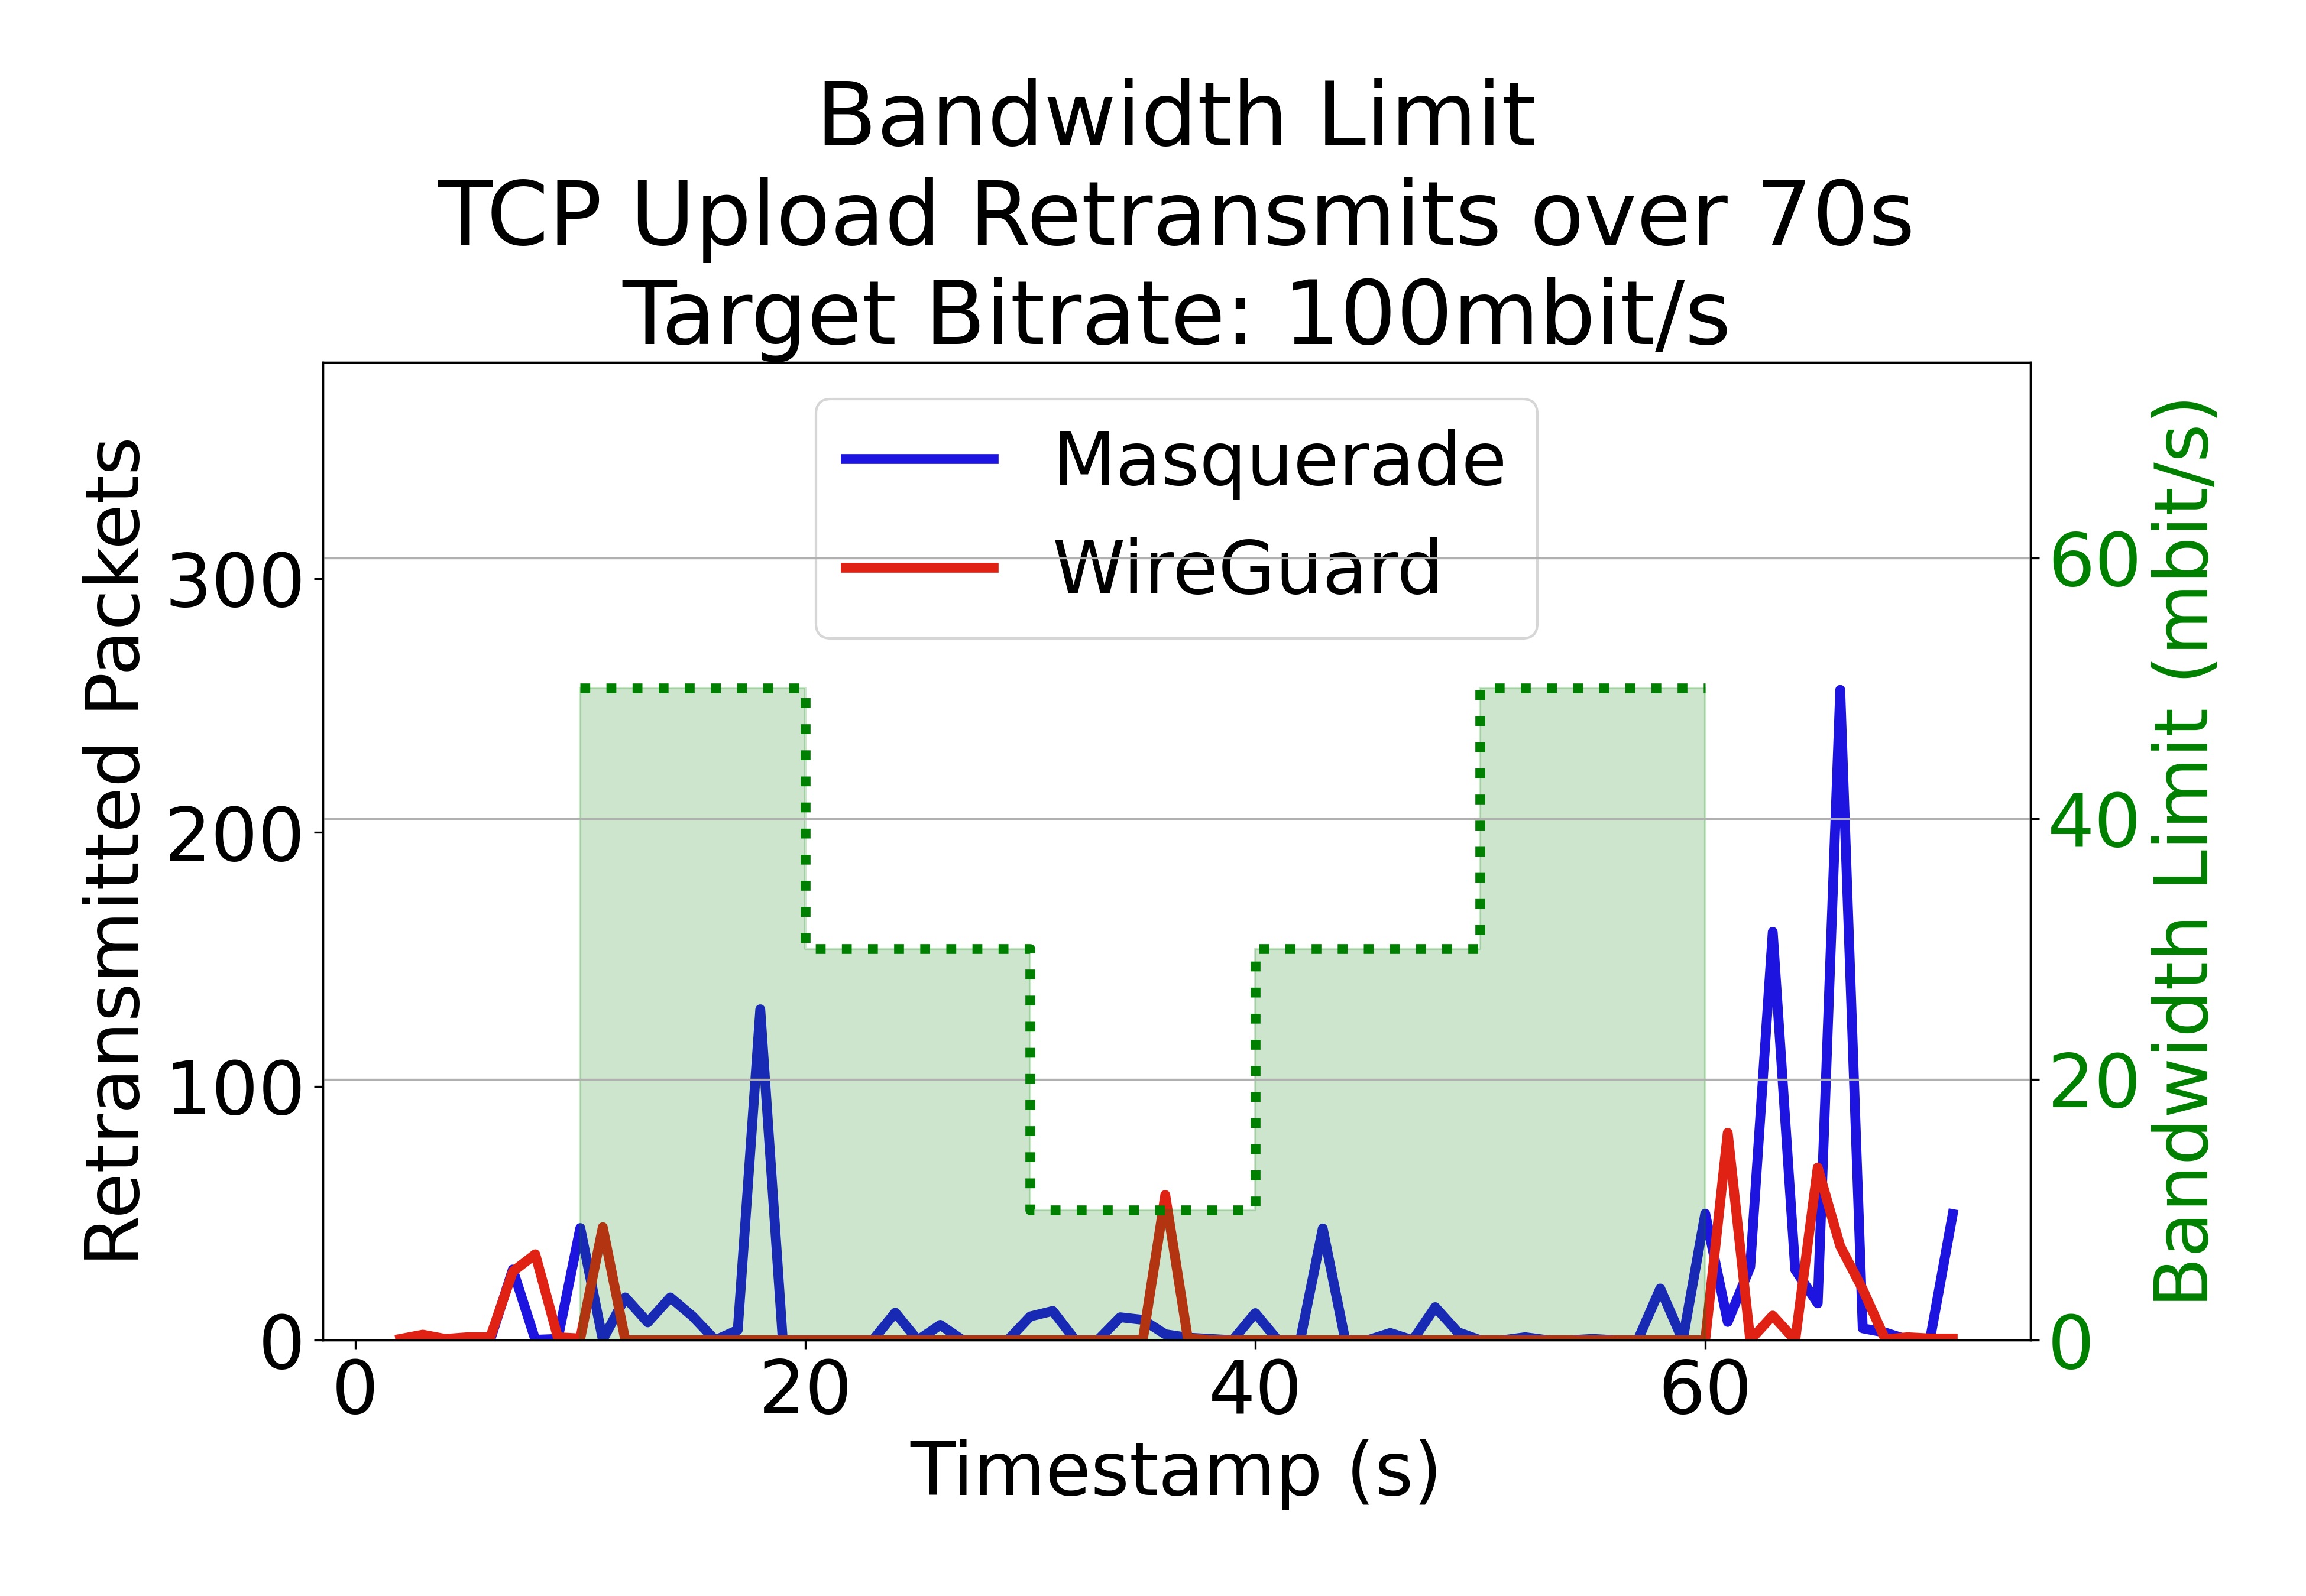 Bandwidth Limit
TCP Upload Retransmits over 70s
Target Bitrate: 100mbit/s
Masquerade
WireGuard
Retransmitted Packets
300
200
100
0
60
40
20
0
Bandwidth Limit (mbit/s)
0 20 40 60
Timestamp (s)